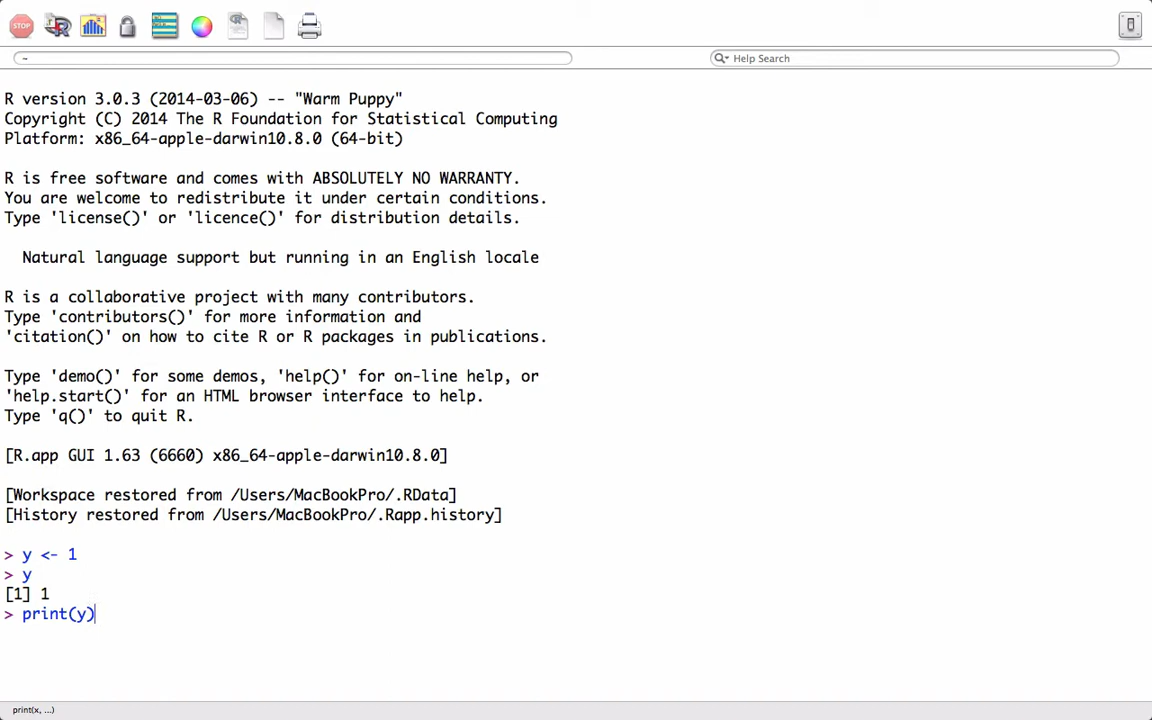 STOP
~
Help Search
R version 3.0.3 (2014-03-06) -- "Warm Puppy"
Copyright (C) 2014 The R Foundation for Statistical Computing
Platform: x86_64-apple-darwin10.8.0 (64-bit)
R is free software and comes with ABSOLUTELY NO WARRANTY.
You are welcome to redistribute it under certain conditions.
Type 'license()' or 'licence()' for distribution details.
Natural language support but running in an English locale
R is a collaborative project with many contributors.
Type 'contributors()' for more information and
'citation()' on how to cite R or R packages in publications.
Type 'demo()' for some demos, 'help()' for on-line help, or
'help.start()' for an HTML browser interface to help.
Type 'q()' to quit R.
[R.app GUI 1.63 (6660) x86_64-apple-darwin10.8.0]
[Workspace restored from /Users/MacBookPro/.RData]
[History restored from /Users/MacBookPro/.Rapp.history]
> y <- 1
> y
[1] 1
> print(y)
print(x, ...)